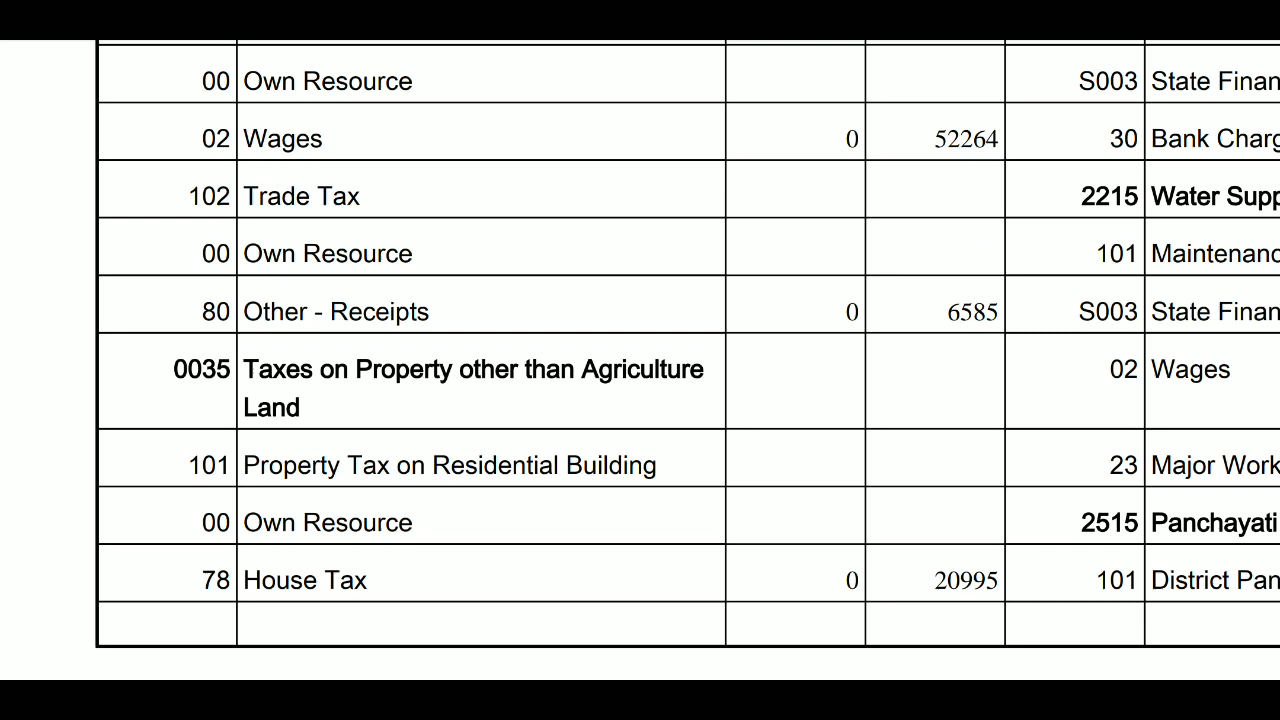 00 Own Resource S003 State Finan
02 Wages 0 52264 30 Bank Charg
102 Trade Tax 2215 Water Supp
00 Own Resource 101 Maintenanc
80 Other - Receipts 0 6585 S003 State Finan
0035 Taxes on Property other than Agriculture 02 Wages
Land
101 Property Tax on Residential Building 23 Major Work
00 Own Resource 2515 Panchayati
78 House Tax 0 20995 101 District Pan